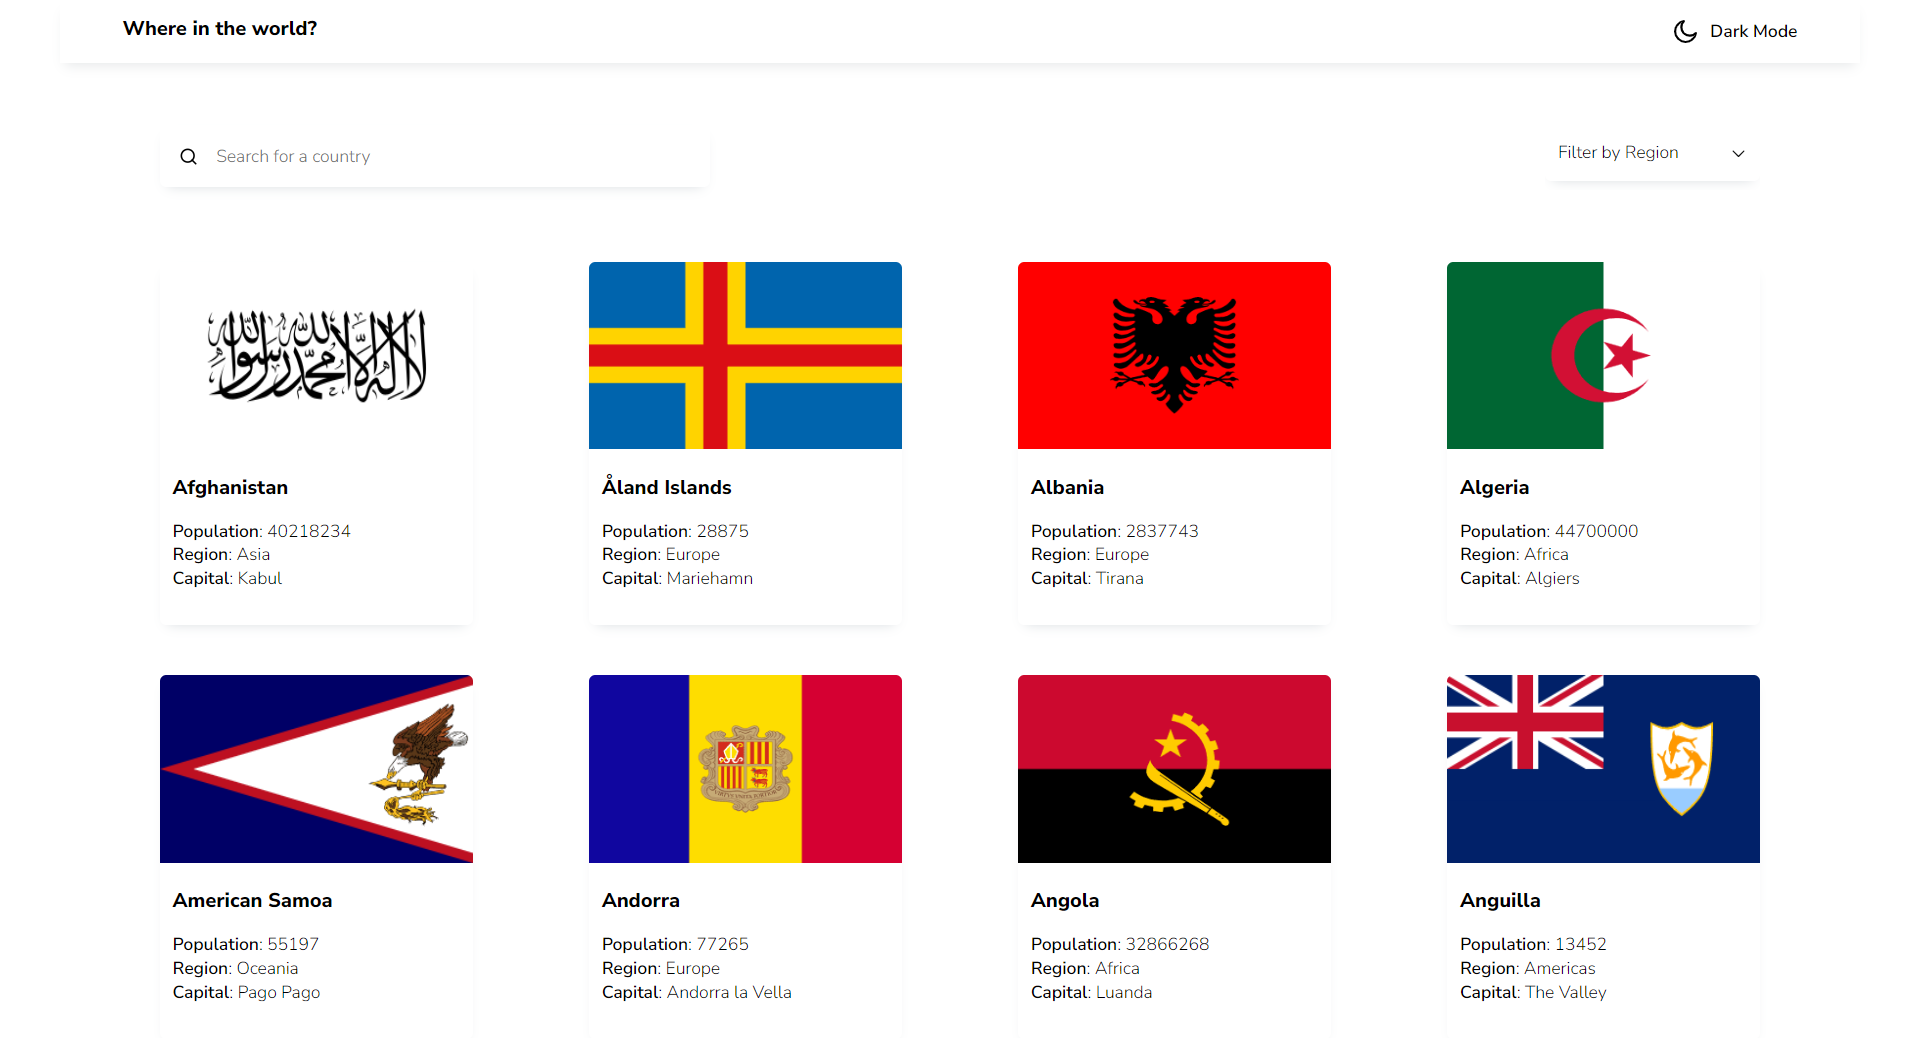 Where in the world?
Dark Mode
Search for a country
Filter by Region
لا إله إلا الله محمد رسول الله
Afghanistan
Population: 40218234
Region: Asia
Capital: Kabul
Åland Islands
Population: 28875
Region: Europe
Capital: Mariehamn
Albania
Population: 2837743
Region: Europe
Capital: Tirana
Algeria
Population: 44700000
Region: Africa
Capital: Algiers
American Samoa
Population: 55197
Region: Oceania
Capital: Pago Pago
Andorra
Population: 77265
Region: Europe
Capital: Andorra la Vella
Angola
Population: 32866268
Region: Africa
Capital: Luanda
Anguilla
Population: 13452
Region: Americas
Capital: The Valley